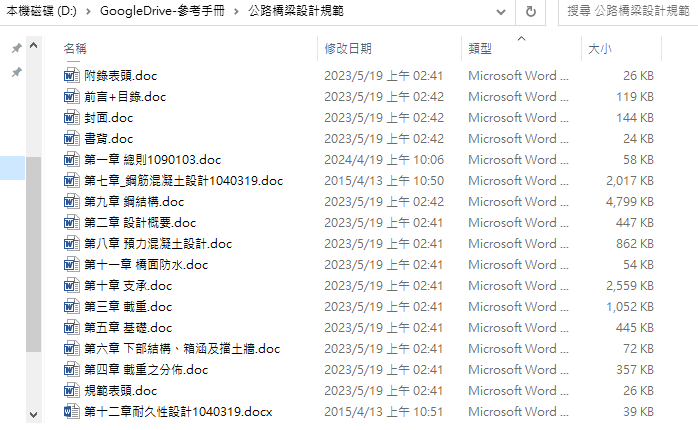 本機磁碟 (D:) > GoogleDrive-參考手冊 > 公路橋梁設計規範 搜尋 公路橋梁設計規範
名稱 修改日期 類型 大小
附錄表頭.doc 2023/5/19 上午 02:41 Microsoft Word ... 26 KB
前言+目錄.doc 2023/5/19 上午 02:42 Microsoft Word ... 119 KB
封面.doc 2023/5/19 上午 02:42 Microsoft Word ... 144 KB
書背.doc 2023/5/19 上午 02:42 Microsoft Word ... 24 KB
第一章 總則1090103.doc 2024/4/19 上午 10:06 Microsoft Word ... 58 KB
第七章_鋼筋混凝土設計1040319.doc 2015/4/13 上午 10:50 Microsoft Word ... 2,017 KB
第九章 鋼結構.doc 2023/5/19 上午 02:42 Microsoft Word ... 4,799 KB
第二章 設計概要.doc 2023/5/19 上午 02:41 Microsoft Word ... 447 KB
第八章 預力混凝土設計.doc 2023/5/19 上午 02:41 Microsoft Word ... 862 KB
第十一章 橋面防水.doc 2023/5/19 上午 02:41 Microsoft Word ... 54 KB
第十章 支承.doc 2023/5/19 上午 02:41 Microsoft Word ... 2,559 KB
第三章 載重.doc 2023/5/19 上午 02:41 Microsoft Word ... 1,052 KB
第五章 基礎.doc 2023/5/19 上午 02:41 Microsoft Word ... 445 KB
第六章 下部結構、箱涵及擋土牆.doc 2023/5/19 上午 02:41 Microsoft Word ... 72 KB
第四章 載重之分佈.doc 2023/5/19 上午 02:41 Microsoft Word ... 357 KB
規範表頭.doc 2023/5/19 上午 02:41 Microsoft Word ... 26 KB
第十二章耐久性設計1040319.docx 2015/4/13 上午 10:51 Microsoft Word ... 39 KB